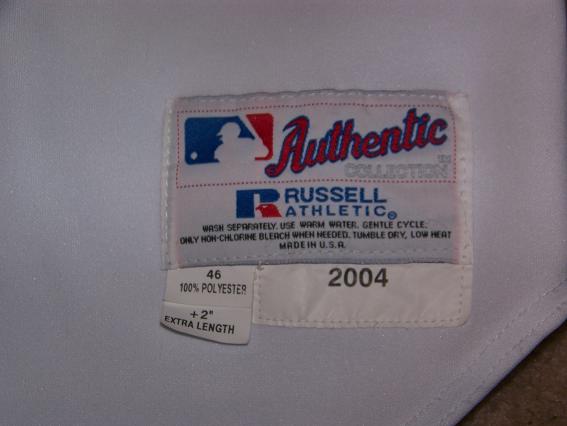 Authentic
TM
COLLECTION
R RUSSELL
ATHLETIC®
WASH SEPARATELY. USE WARM WATER. GENTLE CYCLE.
ONLY NON-CHLORINE BLEACH WHEN NEEDED. TUMBLE DRY, LOW HEAT
MADE IN U.S.A.
46
100% POLYESTER
2004
+2"
EXTRA LENGTH